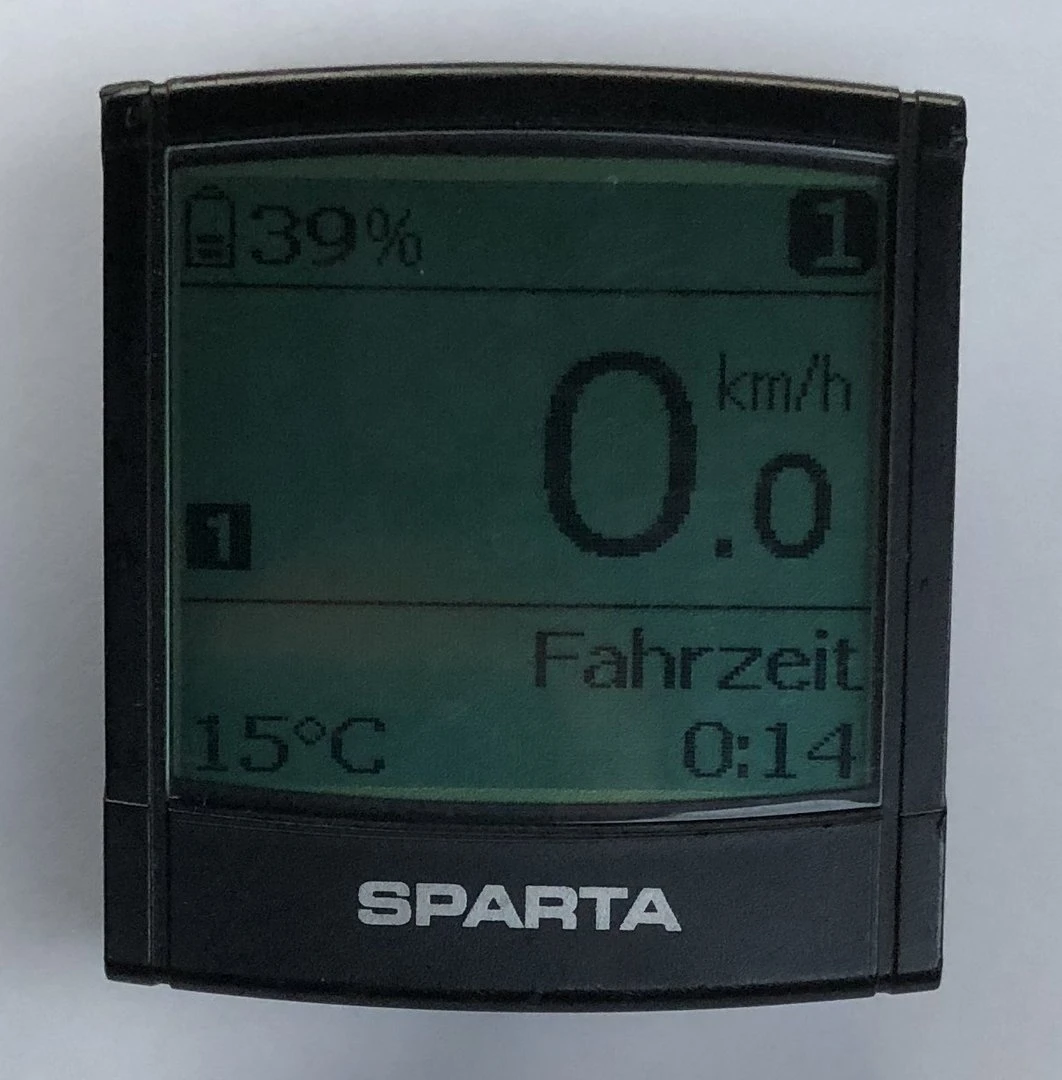 39% 1
km/h
0.0
1
Fahrzeit
15°C 0:14
SPARTA